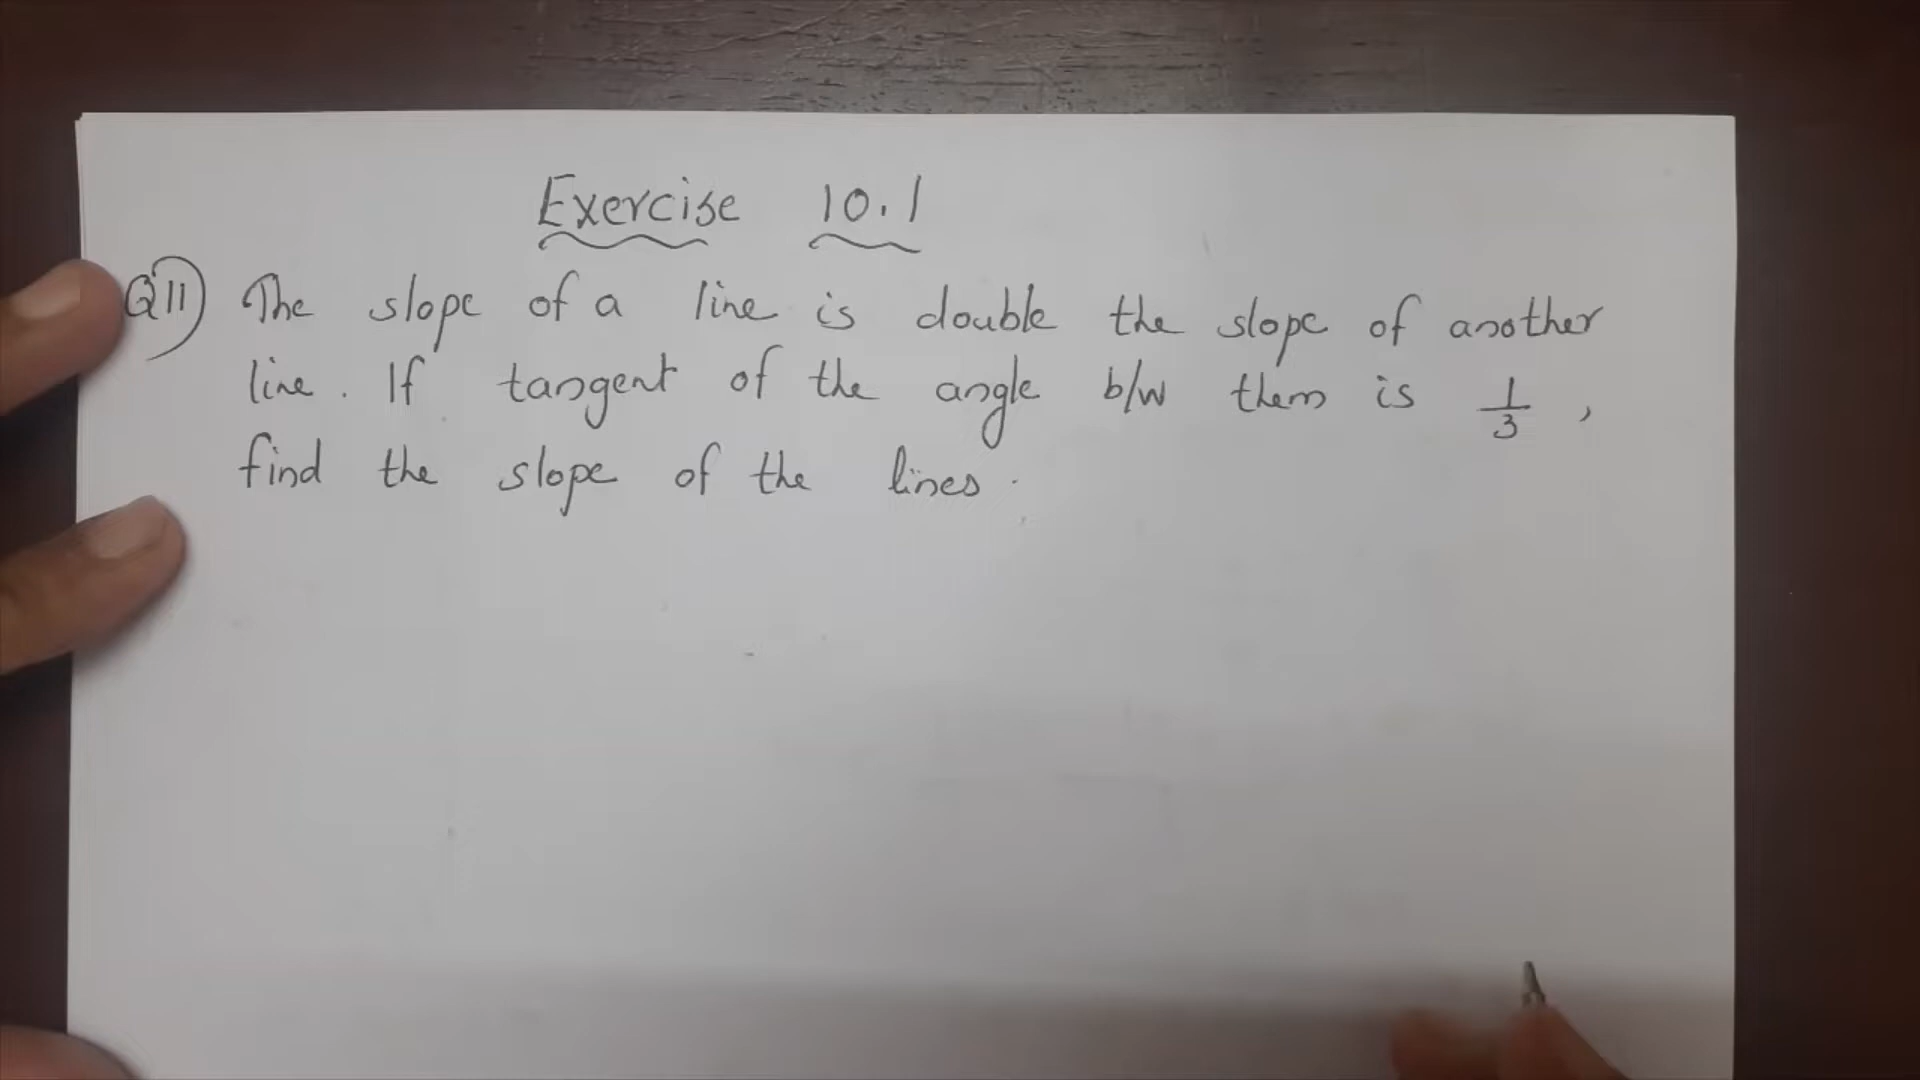 Exercise 10.1
Q11) The slope of a line is double the slope of another
line. If tangent of the angle b/w them is 1/3,
find the slope of the lines.